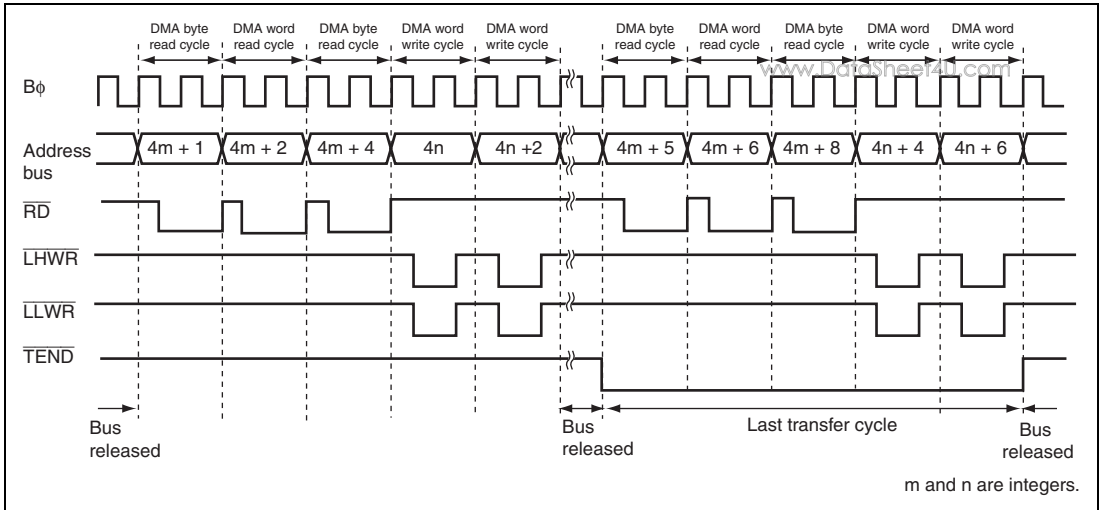 DMA byte read cycle
DMA word read cycle
DMA byte read cycle
DMA word write cycle
DMA word write cycle
DMA byte read cycle
DMA word read cycle
DMA byte read cycle
DMA word write cycle
DMA word write cycle
www.DataSheet4U.com
Bϕ
Address bus
4m + 1
4m + 2
4m + 4
4n
4n +2
4m + 5
4m + 6
4m + 8
4n + 4
4n + 6
RD
LHWR
LLWR
TEND
Bus released
Bus released
Last transfer cycle
Bus released
m and n are integers.